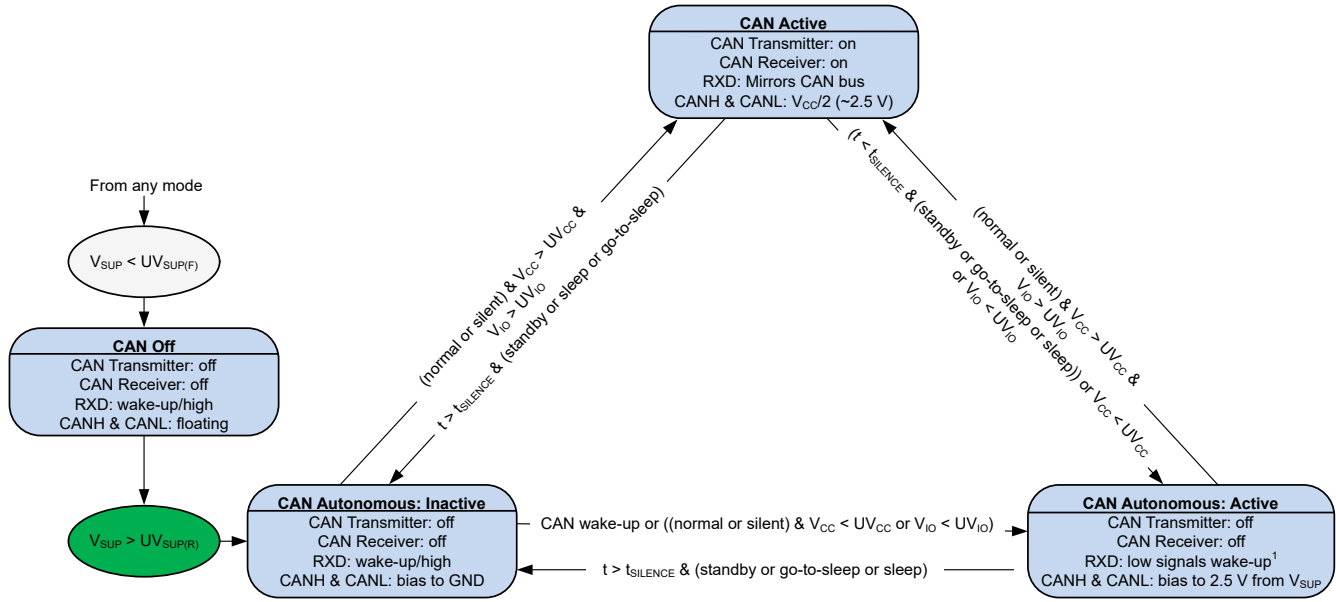 CAN Active
CAN Transmitter: on
CAN Receiver: on
RXD: Mirrors CAN bus
CANH & CANL: VCC/2 (~2.5 V)
From any mode
VSUP < UVSUP(F)
CAN Off
CAN Transmitter: off
CAN Receiver: off
RXD: wake-up/high
CANH & CANL: floating
VSUP > UVSUP(R)
(normal or silent) & VCC > UVCC &
VIO > UVIO
t > tSILENCE & (standby or sleep or go-to-sleep)
(t < tSILENCE & (standby or go-to-sleep or sleep)) or VCC < UVCC
or VIO < UVIO
(normal or silent) & VCC > UVCC &
VIO > UVIO
CAN Autonomous: Inactive
CAN Transmitter: off
CAN Receiver: off
RXD: wake-up/high
CANH & CANL: bias to GND
CAN wake-up or ((normal or silent) & VCC < UVCC or VIO < UVIO)
t > tSILENCE & (standby or go-to-sleep or sleep)
CAN Autonomous: Active
CAN Transmitter: off
CAN Receiver: off
RXD: low signals wake-up1
CANH & CANL: bias to 2.5 V from VSUP